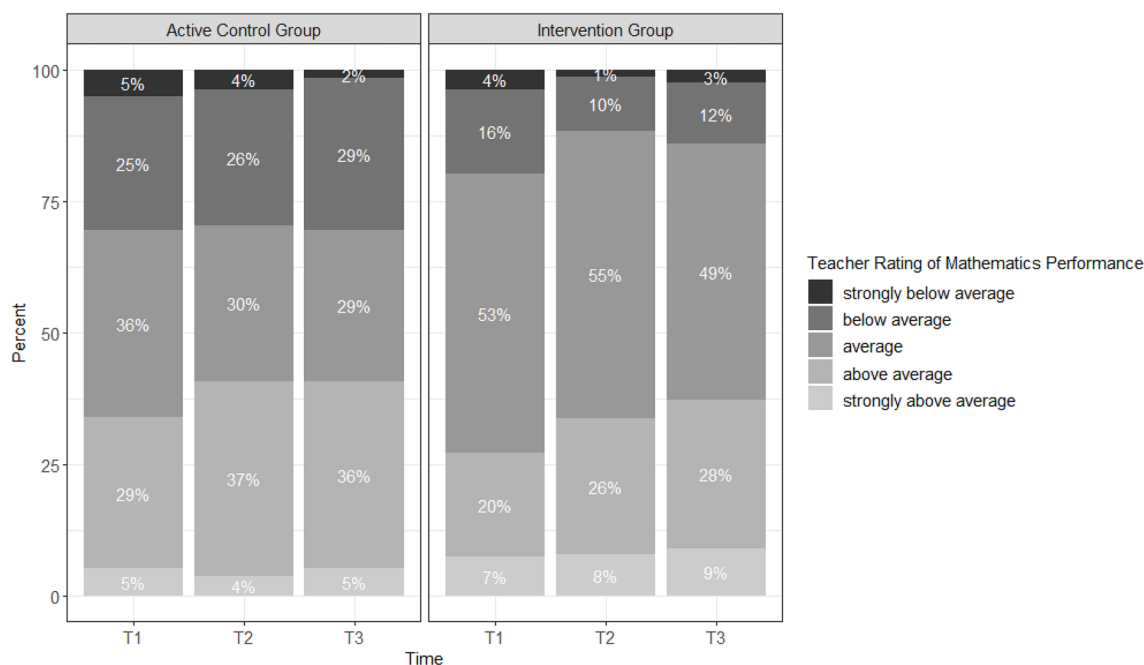 Active Control Group
Intervention Group
Percent
100
75
50
25
0
5%
25%
36%
29%
5%
4%
26%
30%
37%
4%
2%
29%
29%
36%
5%
4%
16%
53%
20%
7%
1%
10%
55%
26%
8%
3%
12%
49%
28%
9%
T1
T2
T3
T1
T2
T3
Time
Teacher Rating of Mathematics Performance
strongly below average
below average
average
above average
strongly above average